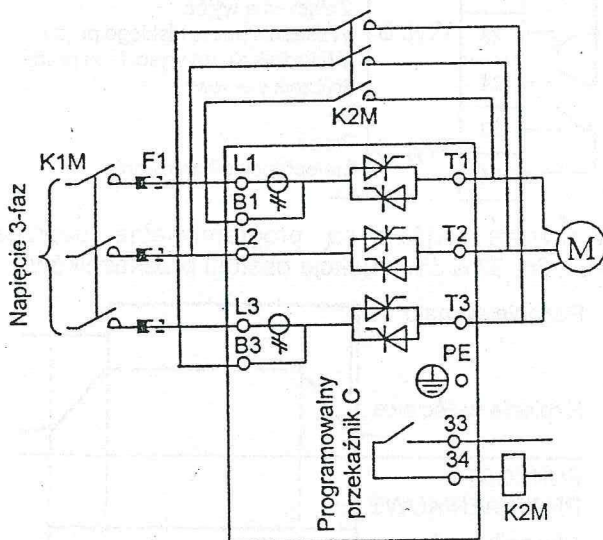 K2M
K1M
F1
L1
T1
B1
L2
T2
M
L3
T3
B3
PE
33
34
K2M
Napięcie 3-faz
Programowalny
przekaźnik C